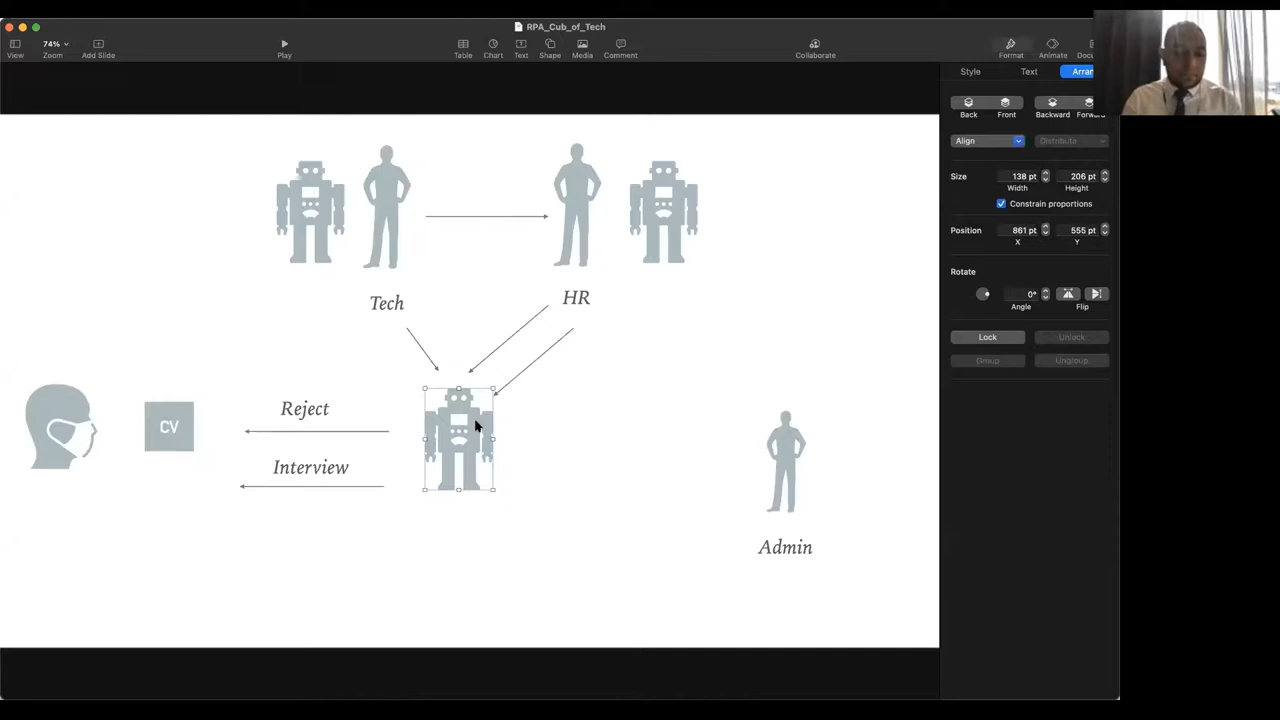 RPA_Cub_of_Tech
74%
View
Zoom
Add Slide
Play
Table
Chart
Text
Shape
Media
Comment
Collaborate
Format
Animate
Style
Text
Back
Front
Backward
Align
Distribute
Size
138 pt
206 pt
Width
Height
Constrain proportions
Position
861 pt
555 pt
X
Y
Rotate
0°
Angle
Flip
Lock
Unlock
Group
Ungroup
Tech
HR
Reject
CV
Interview
Admin